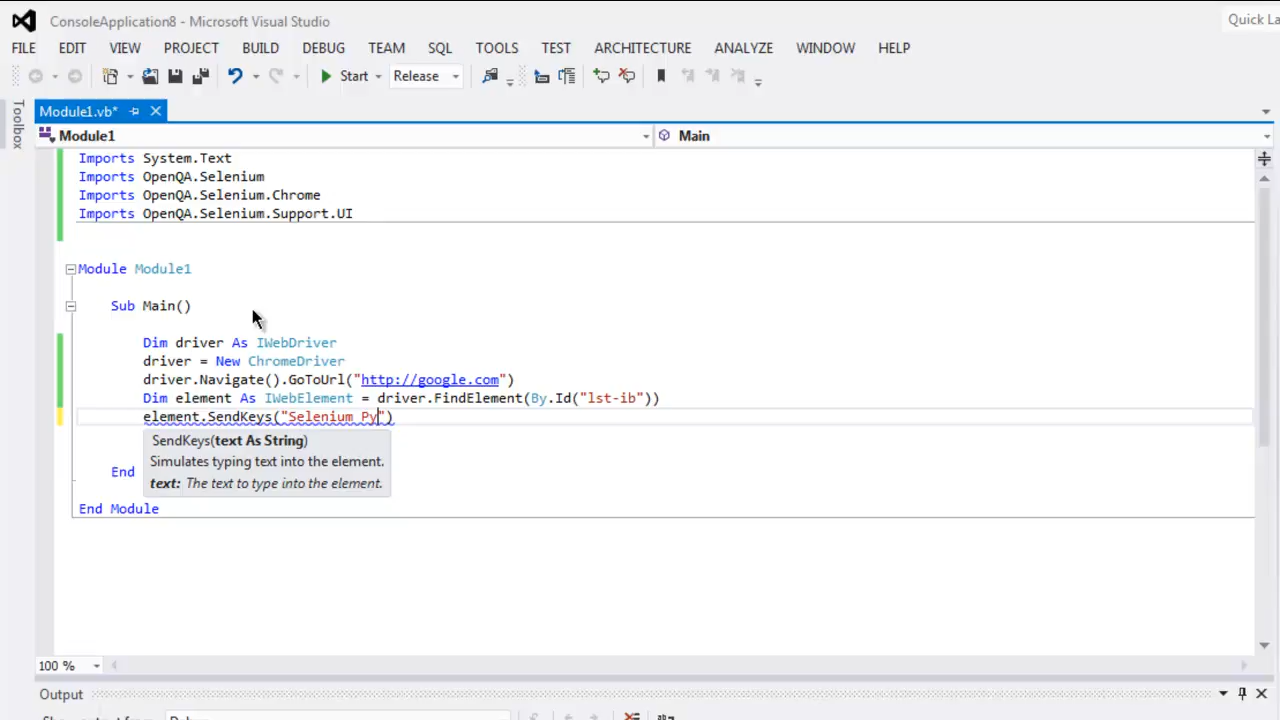 ConsoleApplication8 - Microsoft Visual Studio
Quick La
FILE EDIT VIEW PROJECT BUILD DEBUG TEAM SQL TOOLS TEST ARCHITECTURE ANALYZE WINDOW HELP
Start Release
Toolbox
Module1.vb*
Module1 Main
Imports System.Text
Imports OpenQA.Selenium
Imports OpenQA.Selenium.Chrome
Imports OpenQA.Selenium.Support.UI
Module Module1
Sub Main()
Dim driver As IWebDriver
driver = New ChromeDriver
driver.Navigate().GoToUrl("http://google.com")
Dim element As IWebElement = driver.FindElement(By.Id("lst-ib"))
element.SendKeys("Selenium Py")
SendKeys(text As String)
Simulates typing text into the element.
text: The text to type into the element.
End
End Module
100 %
Output